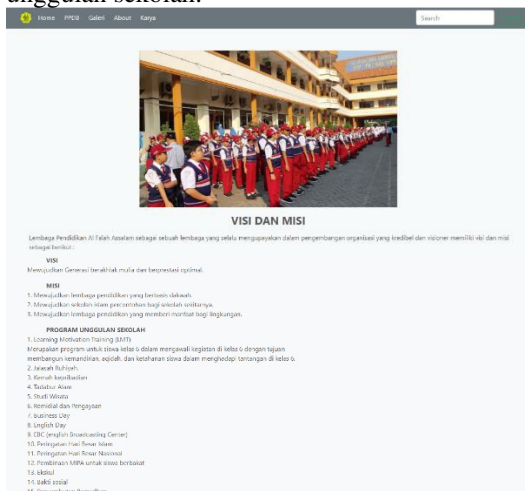 unggulan sekolah.
Home PPDB Galeri About Karya Search
VISI DAN MISI
Lembaga Pendidikan Al Falah Assalam sebagai sebuah lembaga yang selalu mengupayakan dalam pengembangan organisasi yang kredibel dan visioner memiliki visi dan misi
sebagai berikut :
VISI
Mewujudkan Generasi berakhlak mulia dan berprestasi optimal.
MISI
1. Mewujudkan lembaga pendidikan yang berbasis dakwah.
2. Mewujudkan sekolah islam percontohan bagi sekolah sekitarnya.
3. Mewujudkan lembaga pendidikan yang memberi manfaat bagi lingkungan.
PROGRAM UNGGULAN SEKOLAH
1. Learning Motivation Training (LMT)
Merupakan program untuk siswa kelas 6 dalam mengawali kegiatan di kelas 6 dengan tujuan
membangun kemandirian, aqidah, dan ketahanan siswa dalam menghadapi tantangan di kelas 6.
2. Jalasah Ruhiyah.
3. Kemah kepribadian
4. Tadabur Alam
5. Studi Wisata
6. Remidial dan Pengayaan
7. Business Day
8. English Day
9. EBC (english Broadcasting Center)
10. Peringatan Hari Besar Islam
11. Peringatan Hari Besar Nasional
12. Pembinaan MIPA untuk siswa berbakat
13. Ekskul
14. Bakti sosial